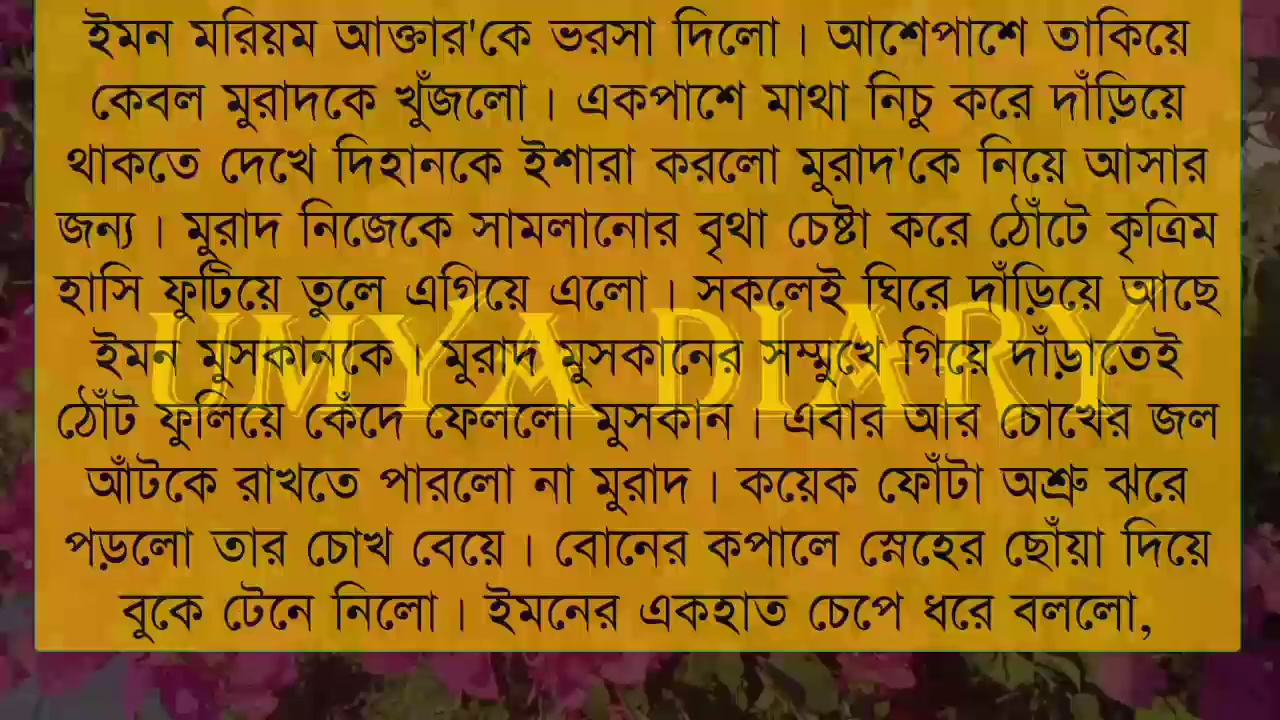 ইমন মরিয়ম আক্তার'কে ভরসা দিলো। আশেপাশে তাকিয়ে
কেবল মুরাদকে খুঁজলো। একপাশে মাথা নিচু করে দাঁড়িয়ে
থাকতে দেখে দিহানকে ইশারা করলো মুরাদ'কে নিয়ে আসার
জন্য। মুরাদ নিজেকে সামলানোর বৃথা চেষ্টা করে ঠোঁটে কৃত্রিম
হাসি ফুটিয়ে তুলে এগিয়ে এলো। সকলেই ঘিরে দাঁড়িয়ে আছে
ইমন মুসকানকে। মুরাদ মুসকানের সম্মুখে গিয়ে দাঁড়াতেই
UMYA DIARY
ঠোঁট ফুলিয়ে কেঁদে ফেললো মুসকান। এবার আর চোখের জল
আঁটকে রাখতে পারলো না মুরাদ। কয়েক ফোঁটা অশ্রু ঝরে
পড়লো তার চোখ বেয়ে। বোনের কপালে স্নেহের ছোঁয়া দিয়ে
বুকে টেনে নিলো। ইমনের একহাত চেপে ধরে বললো,